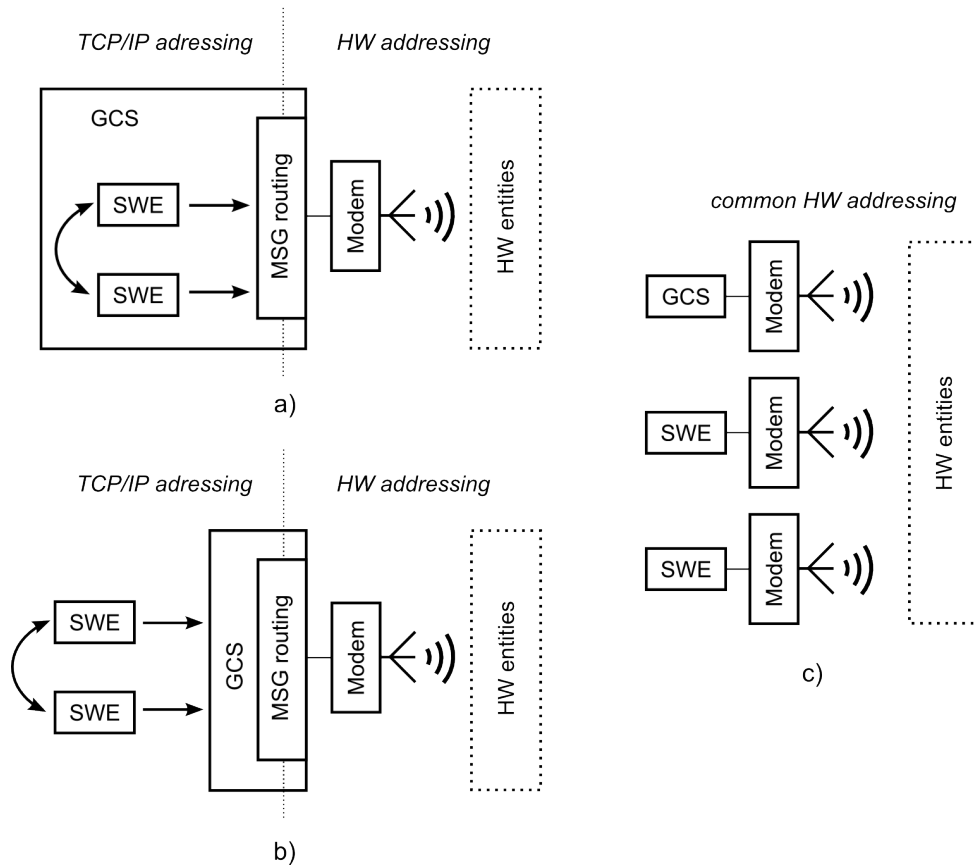 TCP/IP adressing
HW addressing
GCS
SWE
SWE
MSG routing
Modem
HW entities
a)
TCP/IP adressing
HW addressing
SWE
SWE
GCS
MSG routing
Modem
HW entities
b)
common HW addressing
GCS
Modem
SWE
Modem
SWE
Modem
HW entities
c)